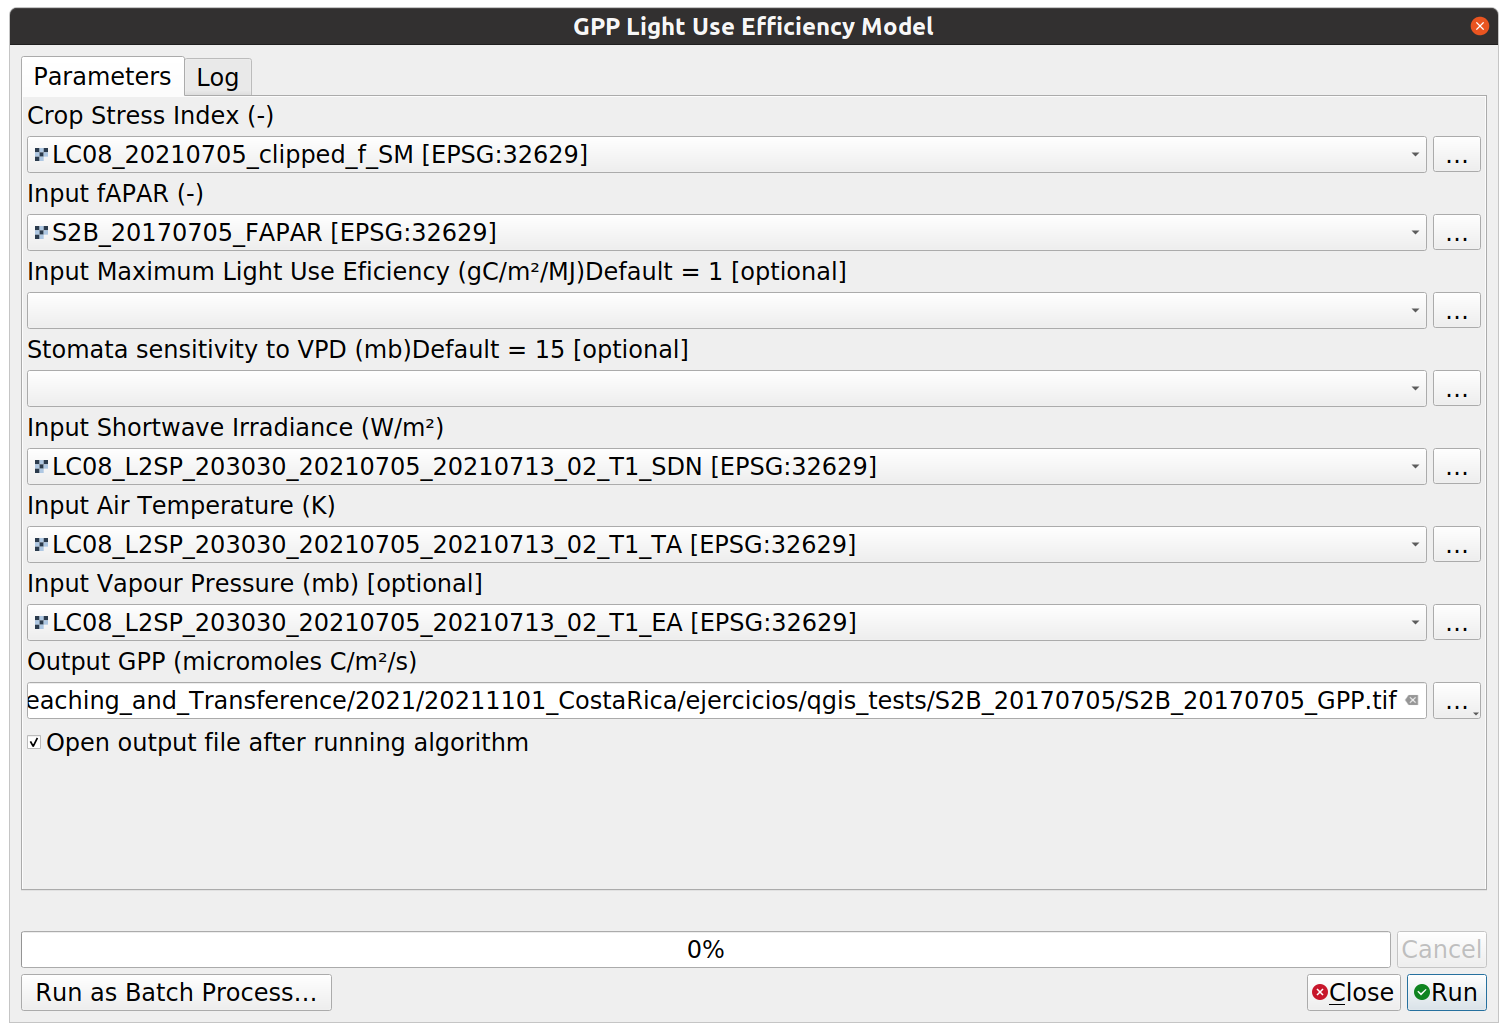 GPP Light Use Efficiency Model
Parameters
Log
Crop Stress Index (-)
LC08_20210705_clipped_f_SM [EPSG:32629]
...
Input fAPAR (-)
S2B_20170705_FAPAR [EPSG:32629]
...
Input Maximum Light Use Eficiency (gC/m²/MJ)Default = 1 [optional]
...
Stomata sensitivity to VPD (mb)Default = 15 [optional]
...
Input Shortwave Irradiance (W/m²)
LC08_L2SP_203030_20210705_20210713_02_T1_SDN [EPSG:32629]
...
Input Air Temperature (K)
LC08_L2SP_203030_20210705_20210713_02_T1_TA [EPSG:32629]
...
Input Vapour Pressure (mb) [optional]
LC08_L2SP_203030_20210705_20210713_02_T1_EA [EPSG:32629]
...
Output GPP (micromoles C/m²/s)
eaching_and_Transference/2021/20211101_CostaRica/ejercicios/qgis_tests/S2B_20170705/S2B_20170705_GPP.tif
...
Open output file after running algorithm
0%
Cancel
Run as Batch Process...
Close
Run